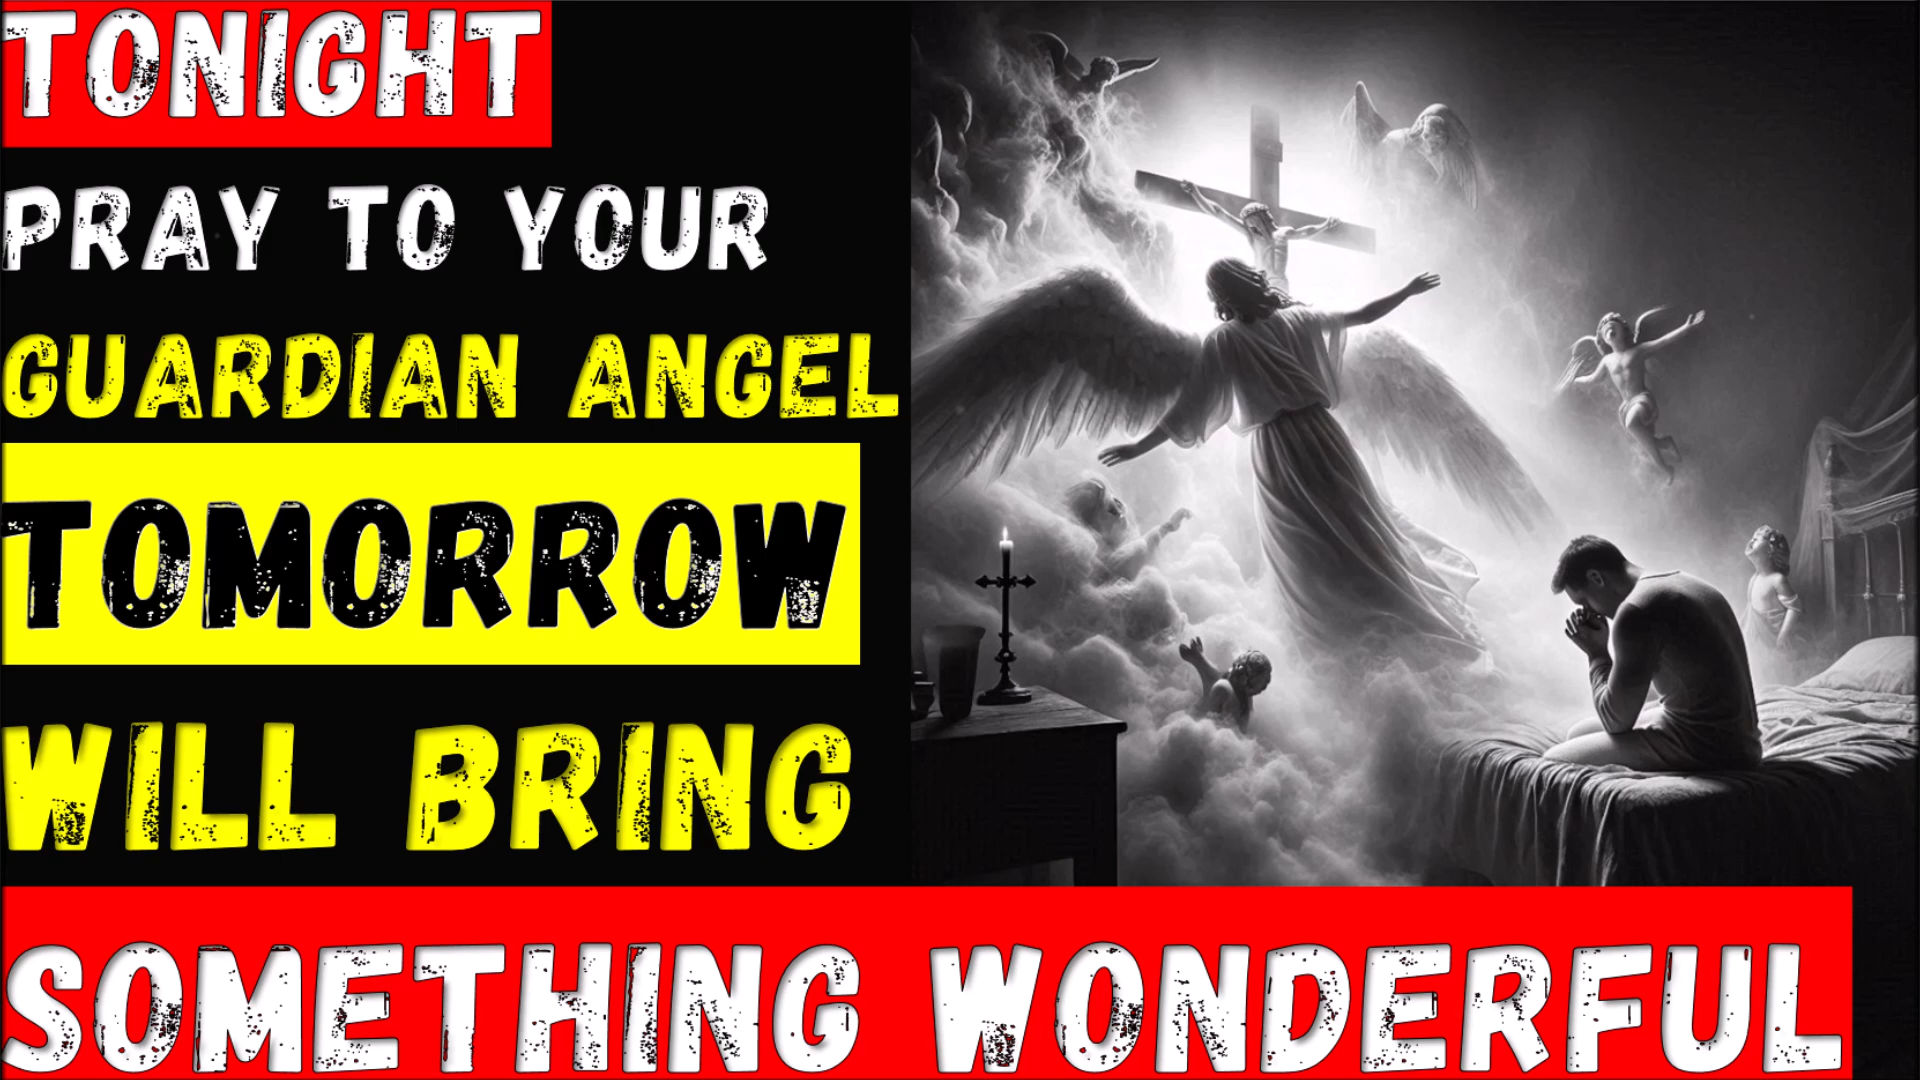 TONIGHT
PRAY TO YOUR
GUARDIAN ANGEL
TOMORROW
WILL BRING
SOMETHING WONDERFUL